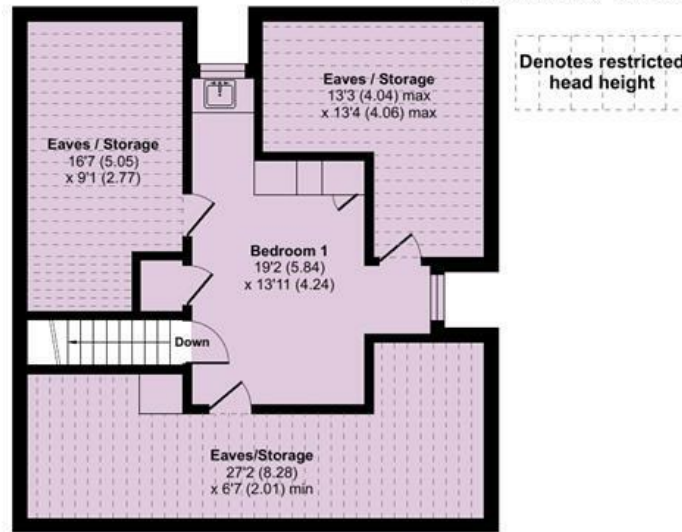 Eaves / Storage
13'3 (4.04) max
x 13'4 (4.06) max
Denotes restricted
head height
Eaves / Storage
16'7 (5.05)
x 9'1 (2.77)
Bedroom 1
19'2 (5.84)
x 13'11 (4.24)
Down
Eaves/Storage
27'2 (8.28)
x 6'7 (2.01) min